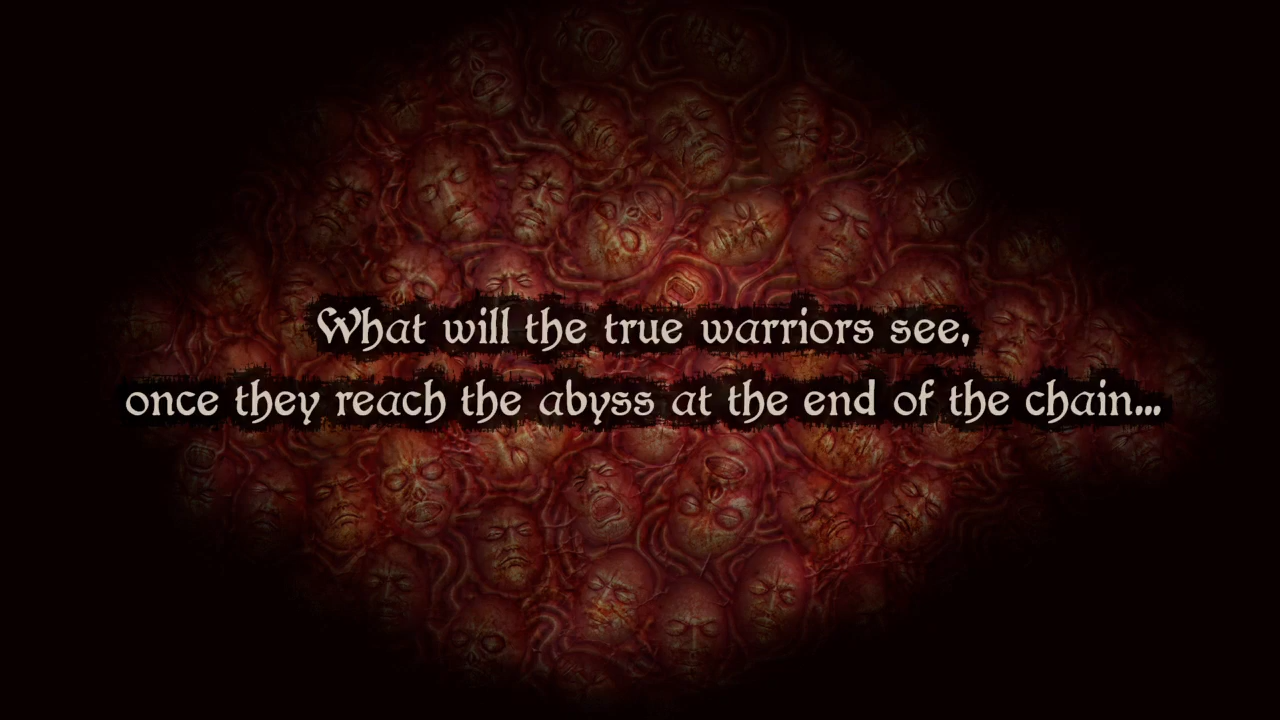 What will the true warriors see,
once they reach the abyss at the end of the chain...